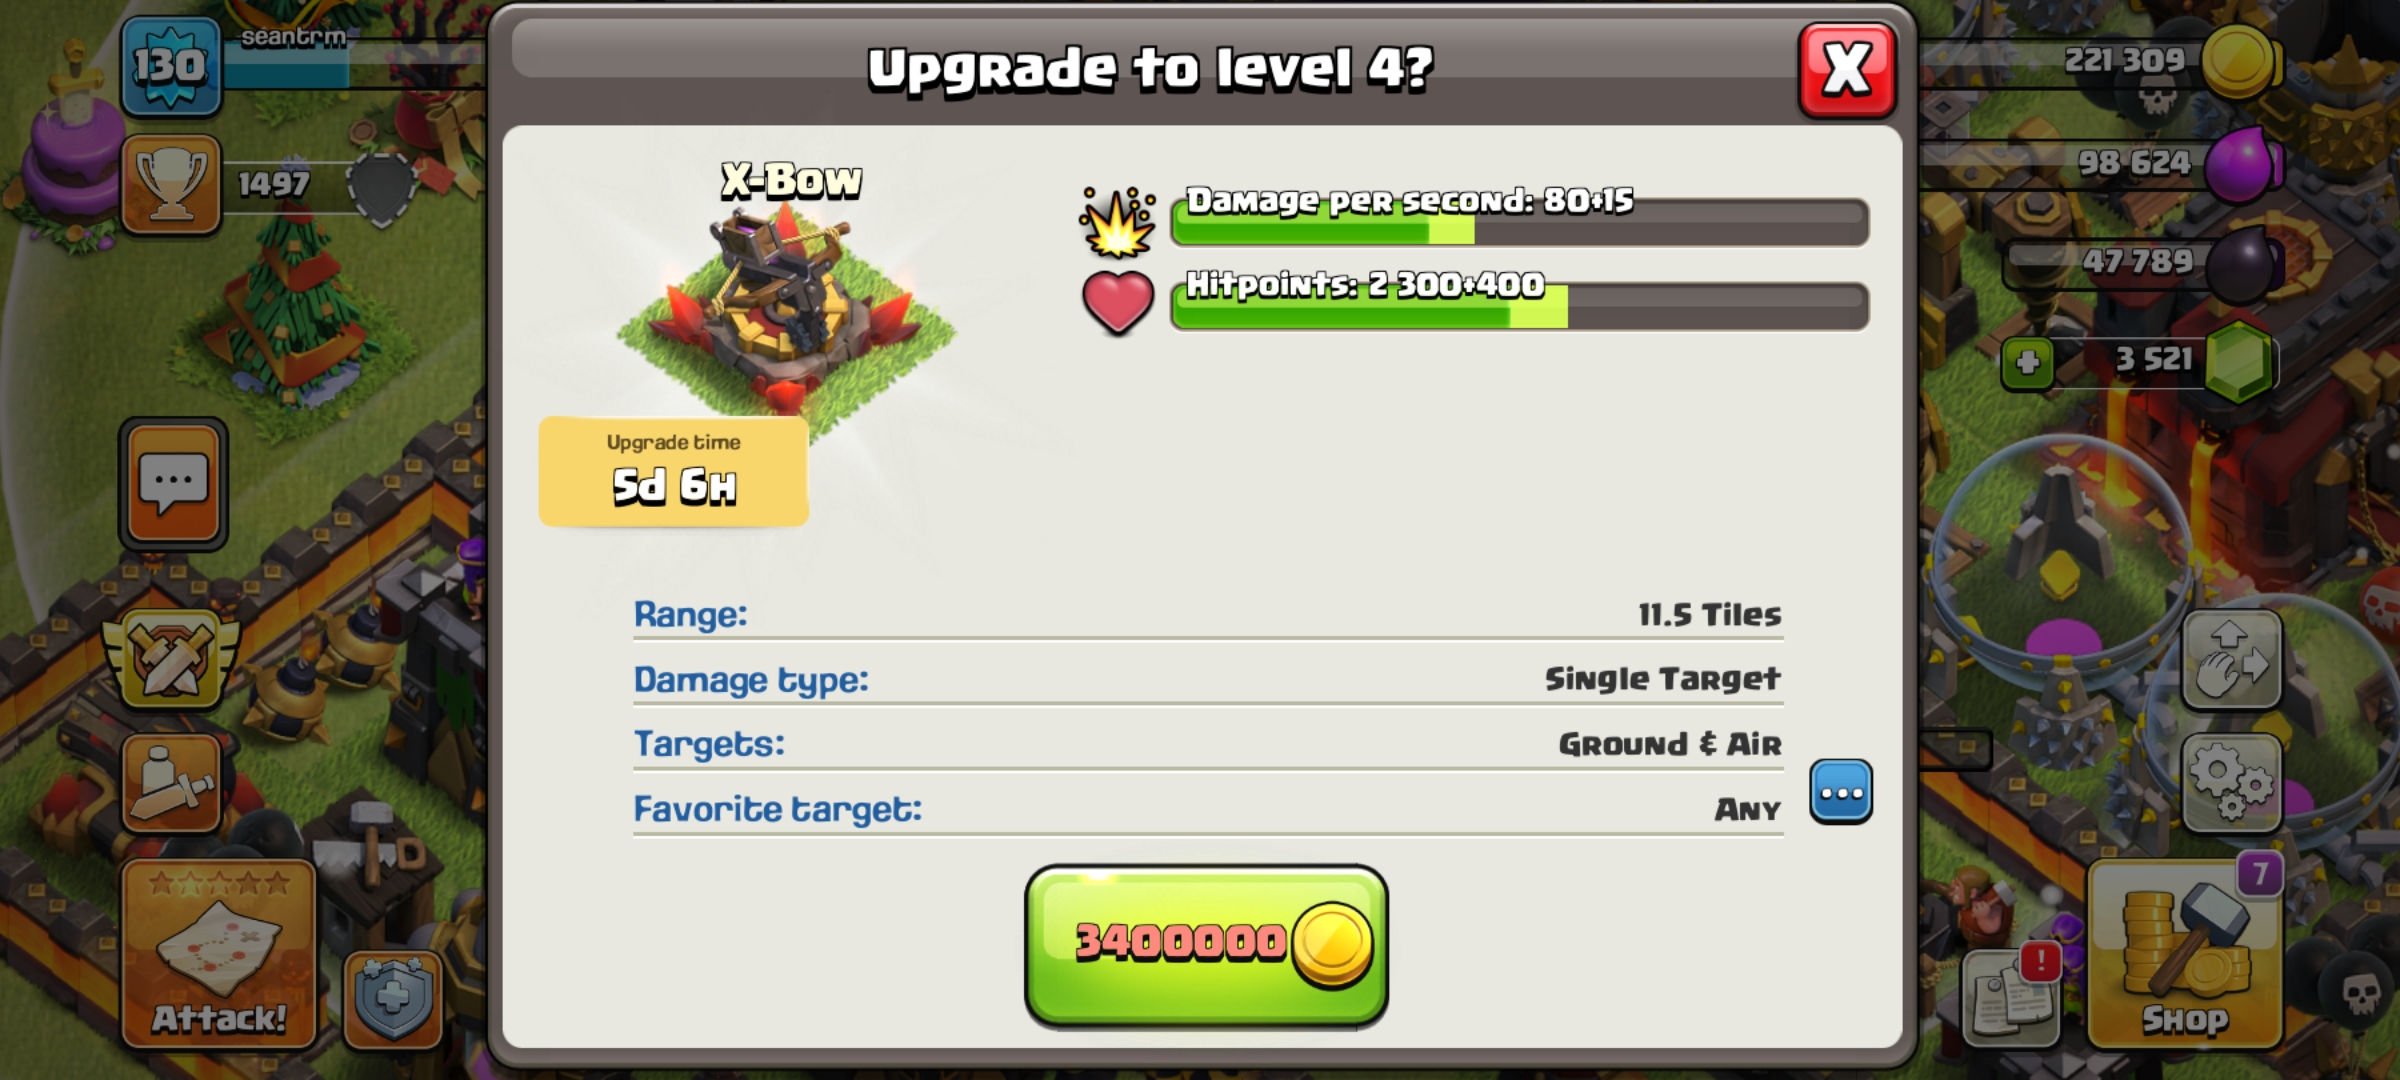 130
seantrm
1497
Upgrade to level 4?
X
221 309
98 624
47 789
3 521
X-Bow
Damage per second: 80+15
Hitpoints: 2 300+400
Upgrade time
5d 6H
Range: 11.5 Tiles
Damage type: Single Target
Targets: Ground & Air
Favorite target: Any
3400000
Attack!
7
!
Shop